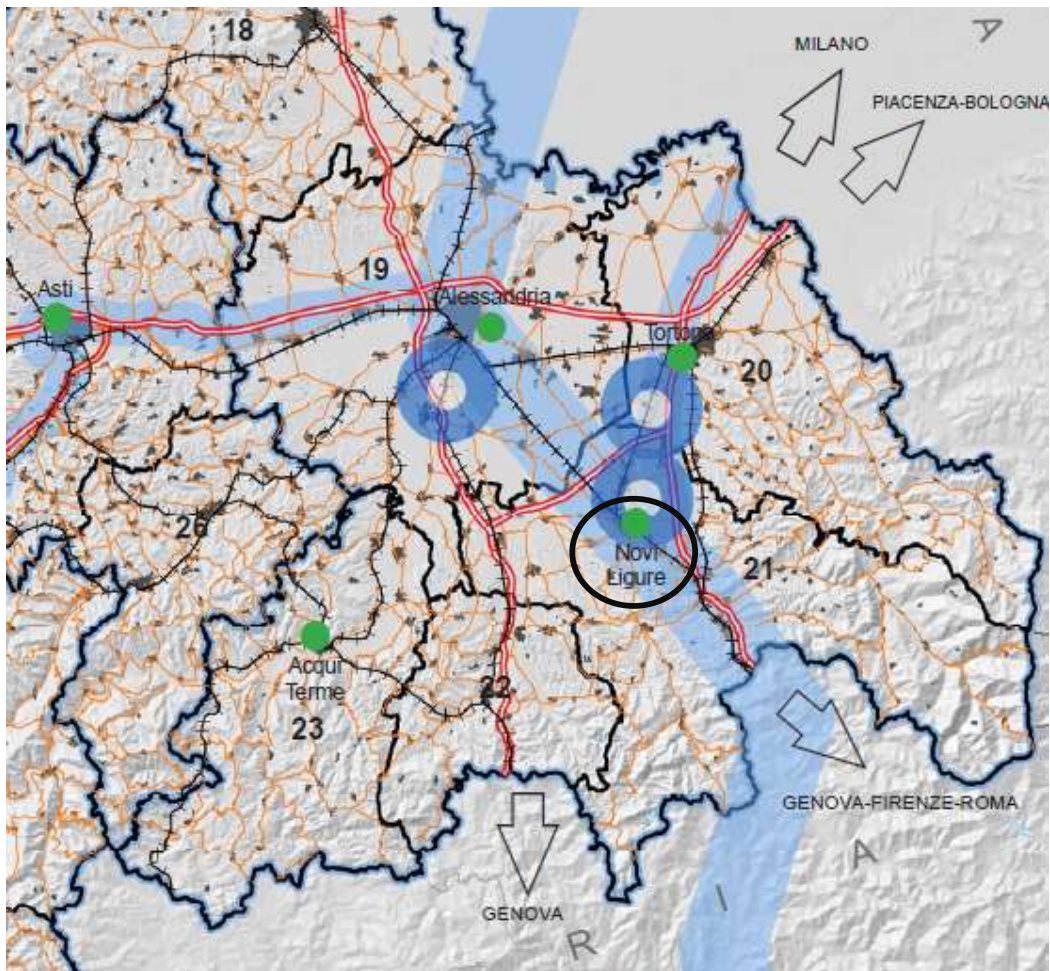 18
A
MILANO
PIACENZA-BOLOGNA
19
Asti
Alessandria
Tortona
20
26
Novi
Ligure
21
Acqui
Terme
22
23
GENOVA-FIRENZE-ROMA
A
I
GENOVA
R